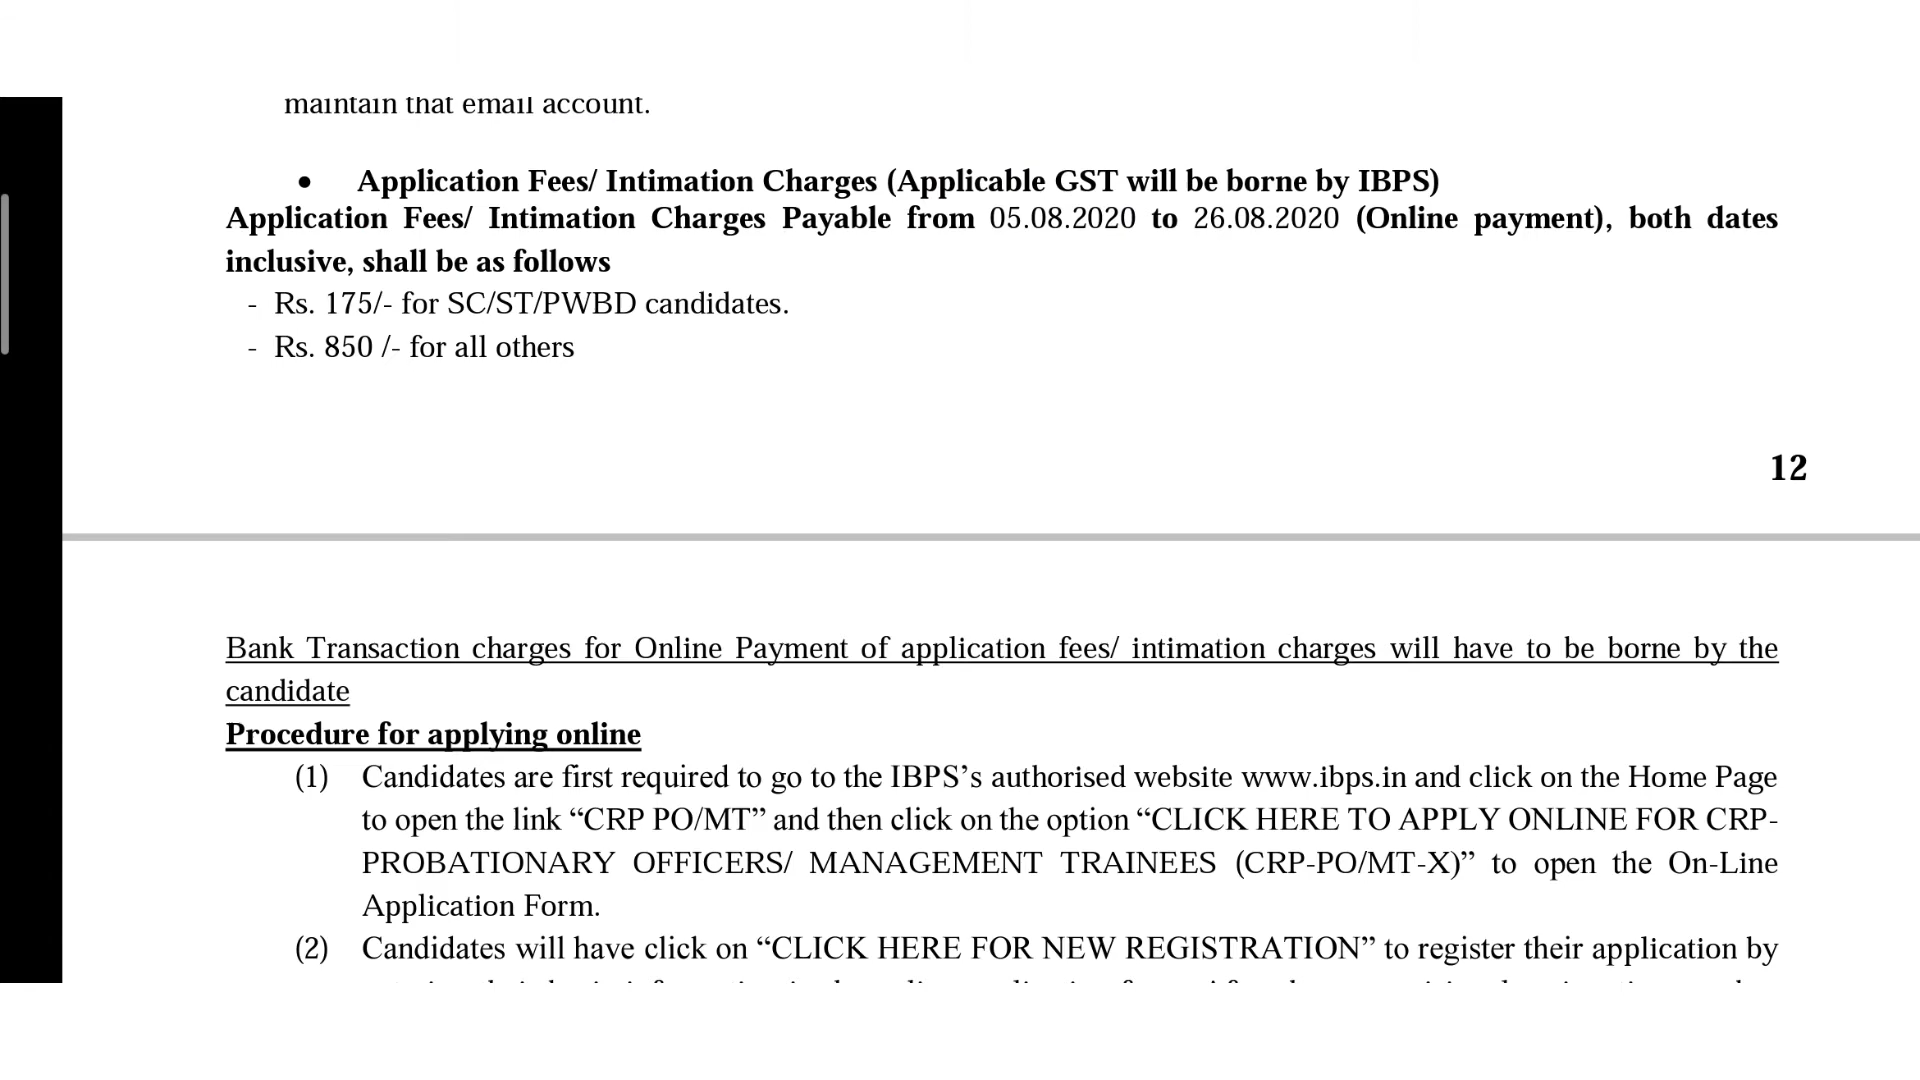 maintain that email account.
• Application Fees/ Intimation Charges (Applicable GST will be borne by IBPS)
Application Fees/ Intimation Charges Payable from 05.08.2020 to 26.08.2020 (Online payment), both dates
inclusive, shall be as follows
- Rs. 175/- for SC/ST/PWBD candidates.
- Rs. 850 /- for all others
12
Bank Transaction charges for Online Payment of application fees/ intimation charges will have to be borne by the
candidate
Procedure for applying online
(1) Candidates are first required to go to the IBPS’s authorised website www.ibps.in and click on the Home Page
to open the link “CRP PO/MT” and then click on the option “CLICK HERE TO APPLY ONLINE FOR CRP-
PROBATIONARY OFFICERS/ MANAGEMENT TRAINEES (CRP-PO/MT-X)” to open the On-Line
Application Form.
(2) Candidates will have click on “CLICK HERE FOR NEW REGISTRATION” to register their application by